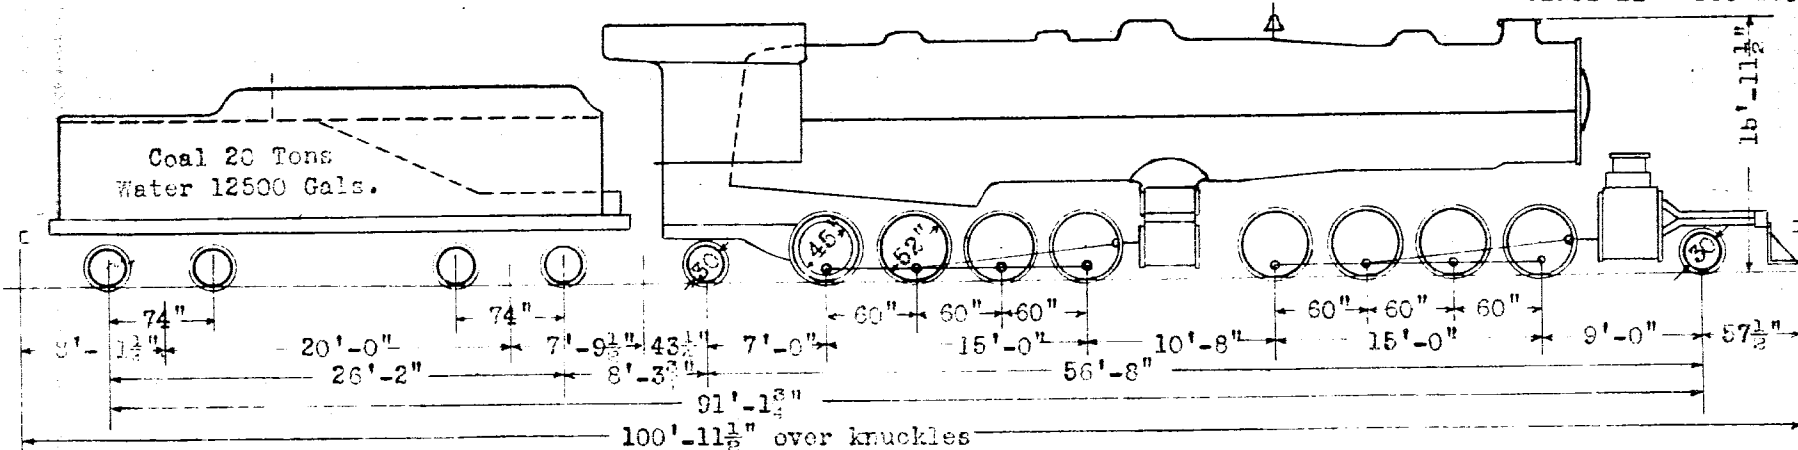 15'-11½"
Coal 20 Tons
Water 12500 Gals.
30 45 52" 30
74" 74" 60" 60" 60" 60" 60" 60"
8'-1½" 20'-0" 7'-9½" 43½" 7'-0" 15'-0" 10'-8" 15'-0" 9'-0" 57½"
26'-2" 8'-3¾" 56'-8"
91'-1¾"
100'-11½" over knuckles